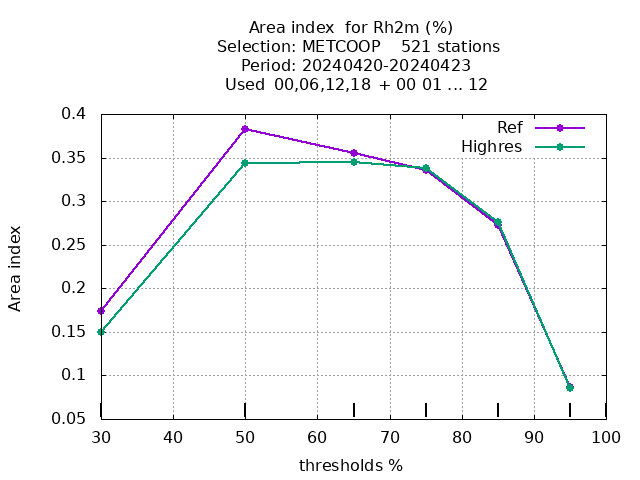 Area index  for Rh2m (%)
Selection: METCOOP    521 stations
Period: 20240420-20240423
Used  00,06,12,18 + 00 01 ... 12
Ref
Highres
0.4
0.35
0.3
0.25
0.2
0.15
0.1
0.05
Area index
30 40 50 60 70 80 90 100
thresholds %